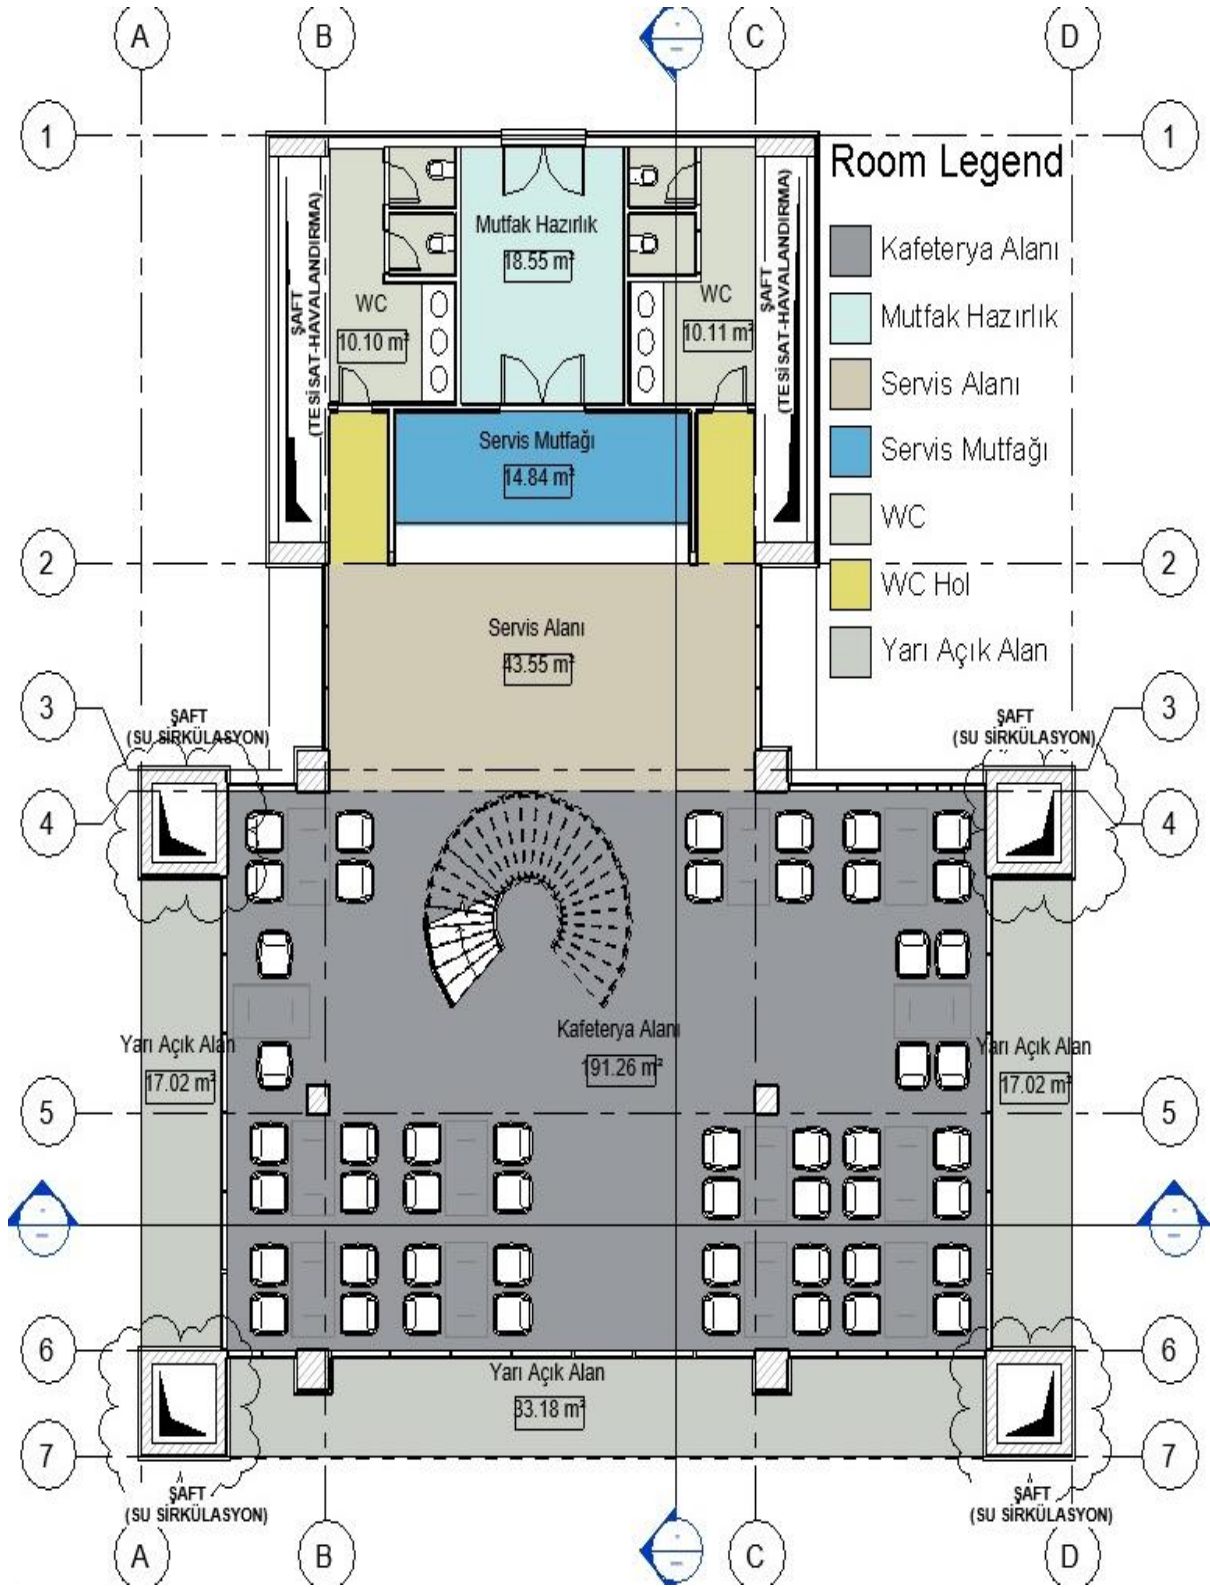 A B C D
1 1
Room Legend
Kafeterya Alanı
Mutfak Hazırlık
Servis Alanı
Servis Mutfağı
WC
WC Hol
Yarı Açık Alan
ŞAFT
(TESİSAT-HAVALANDIRMA)
Mutfak Hazırlık
18.55 m²
WC
10.10 m²
WC
10.11 m²
ŞAFT
(TESİSAT-HAVALANDIRMA)
Servis Mutfağı
14.84 m²
2 2
Servis Alanı
43.55 m²
3 3
ŞAFT
(SU SİRKÜLASYON)
ŞAFT
(SU SİRKÜLASYON)
4 4
Kafeterya Alanı
191.26 m²
Yarı Açık Alan
17.02 m²
Yarı Açık Alan
17.02 m²
5 5
6 6
Yarı Açık Alan
33.18 m²
7 7
ŞAFT
(SU SİRKÜLASYON)
ŞAFT
(SU SİRKÜLASYON)
A B C D